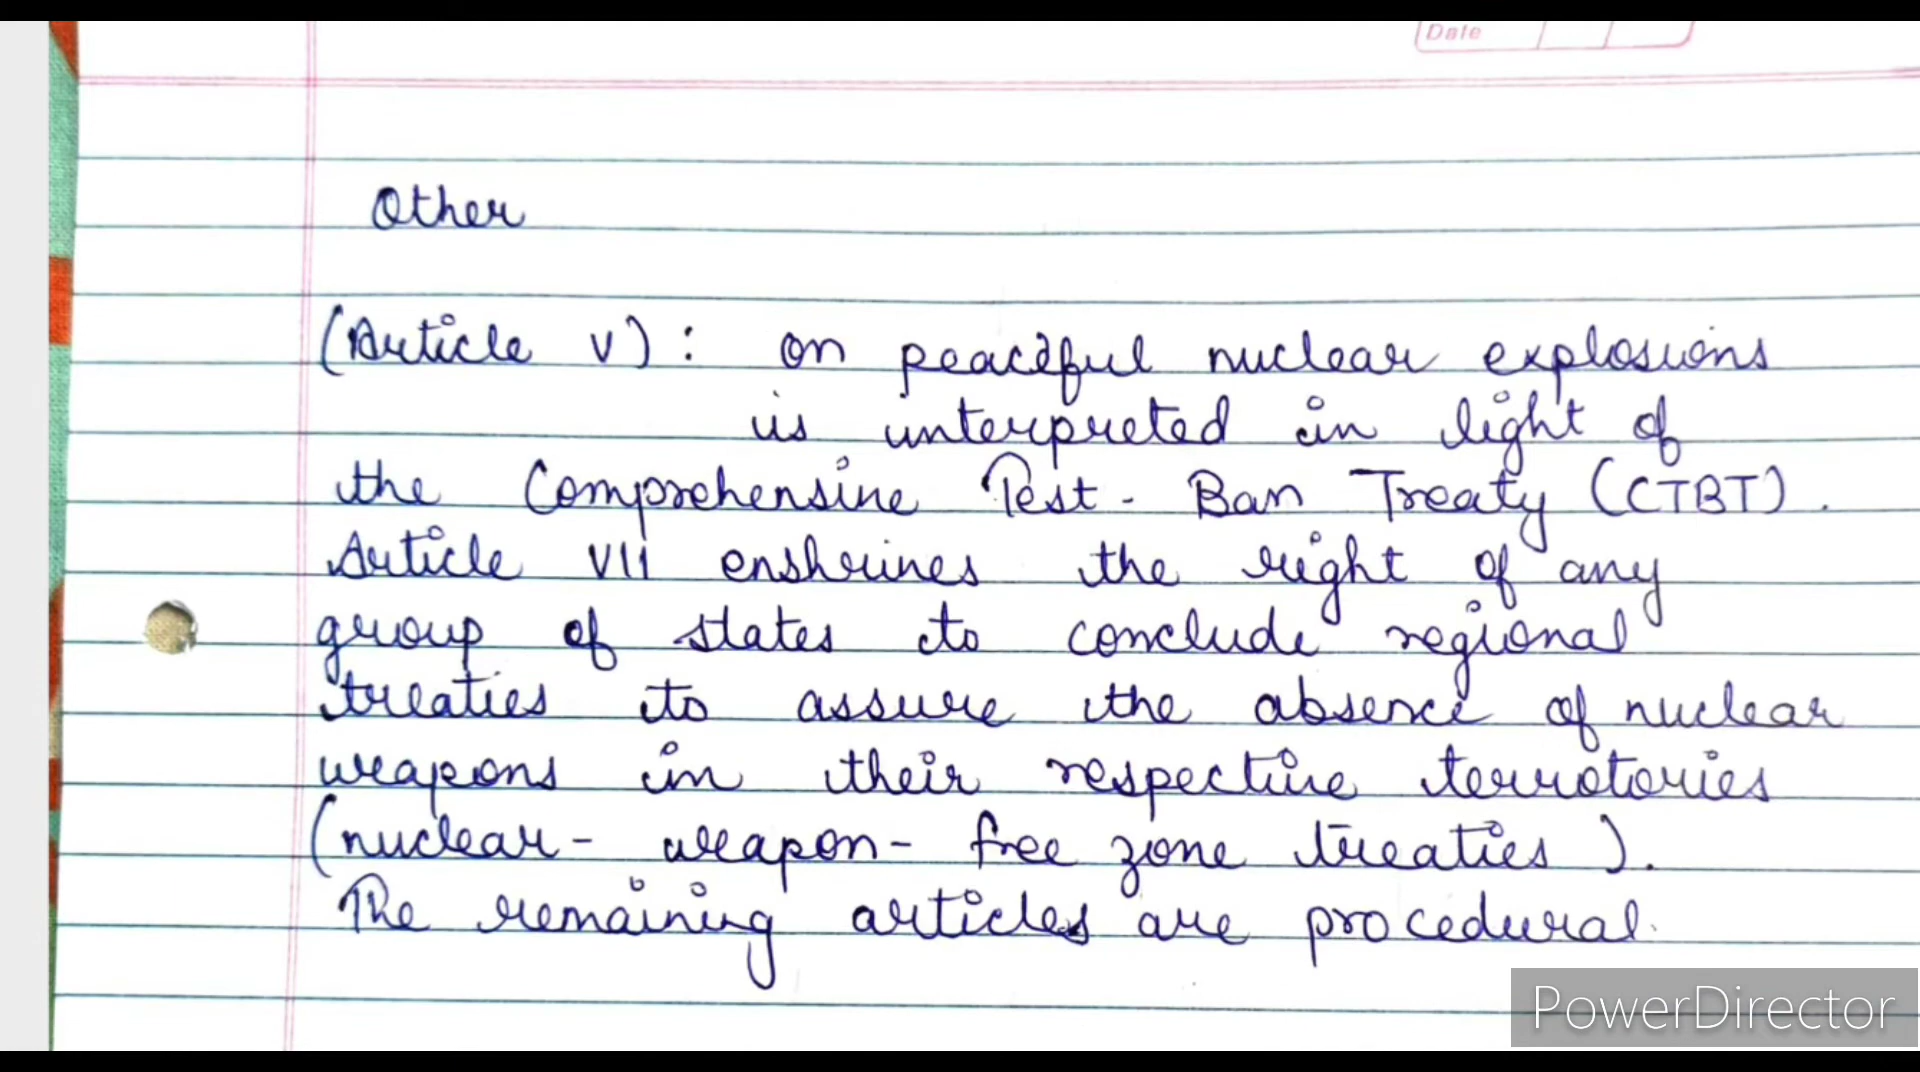 Date
Other
(Article V): on peaceful nuclear explosions
is interpreted in light of
the Comprehensive Test-Ban Treaty (CTBT).
Article VII enshrines the right of any
group of states to conclude regional
treaties to assure the absence of nuclear
weapons in their respective terrotories
(nuclear-weapon-free zone treaties).
The remaining articles are procedural.
PowerDirector